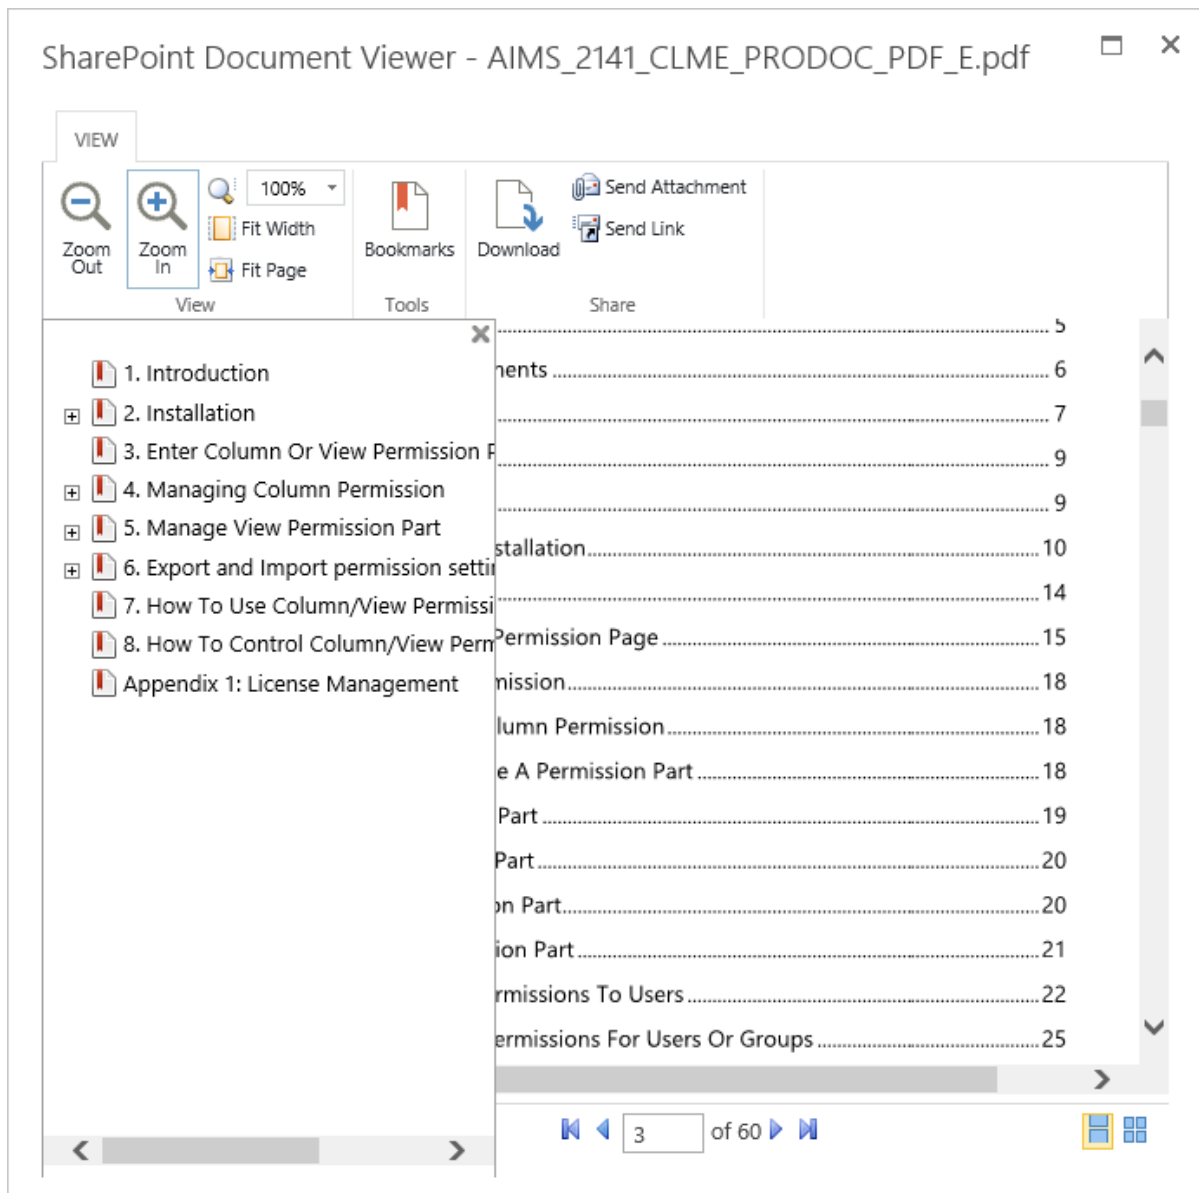 SharePoint Document Viewer - AIMS_2141_CLME_PRODOC_PDF_E.pdf
VIEW
Zoom Out
Zoom In
100%
Fit Width
Fit Page
View
Bookmarks
Tools
Download
Send Attachment
Send Link
Share
1. Introduction
2. Installation
3. Enter Column Or View Permission P
4. Managing Column Permission
5. Manage View Permission Part
6. Export and Import permission settin
7. How To Use Column/View Permissi
8. How To Control Column/View Perm
Appendix 1: License Management
5
nents 6
7
9
9
stallation 10
14
Permission Page 15
nission 18
lumn Permission 18
e A Permission Part 18
Part 19
Part 20
on Part 20
ion Part 21
rmissions To Users 22
ermissions For Users Or Groups 25
3 of 60